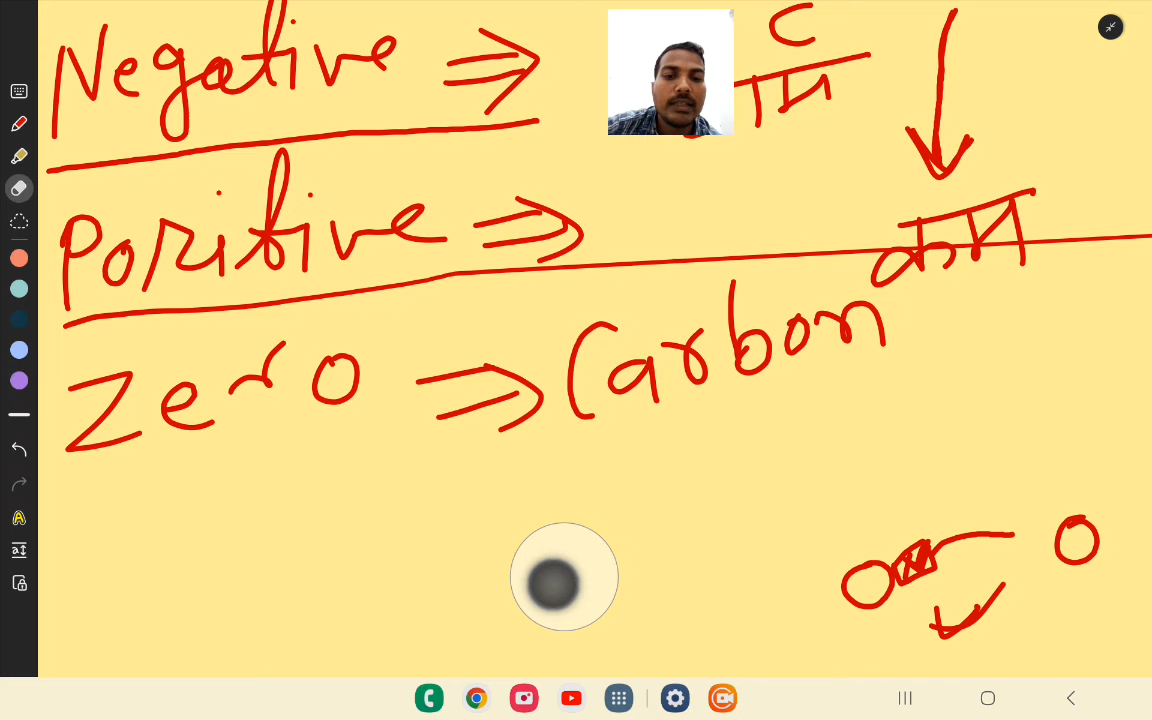 Negative ⇒ C
Positive ⇒
Zero ⇒ Carbon